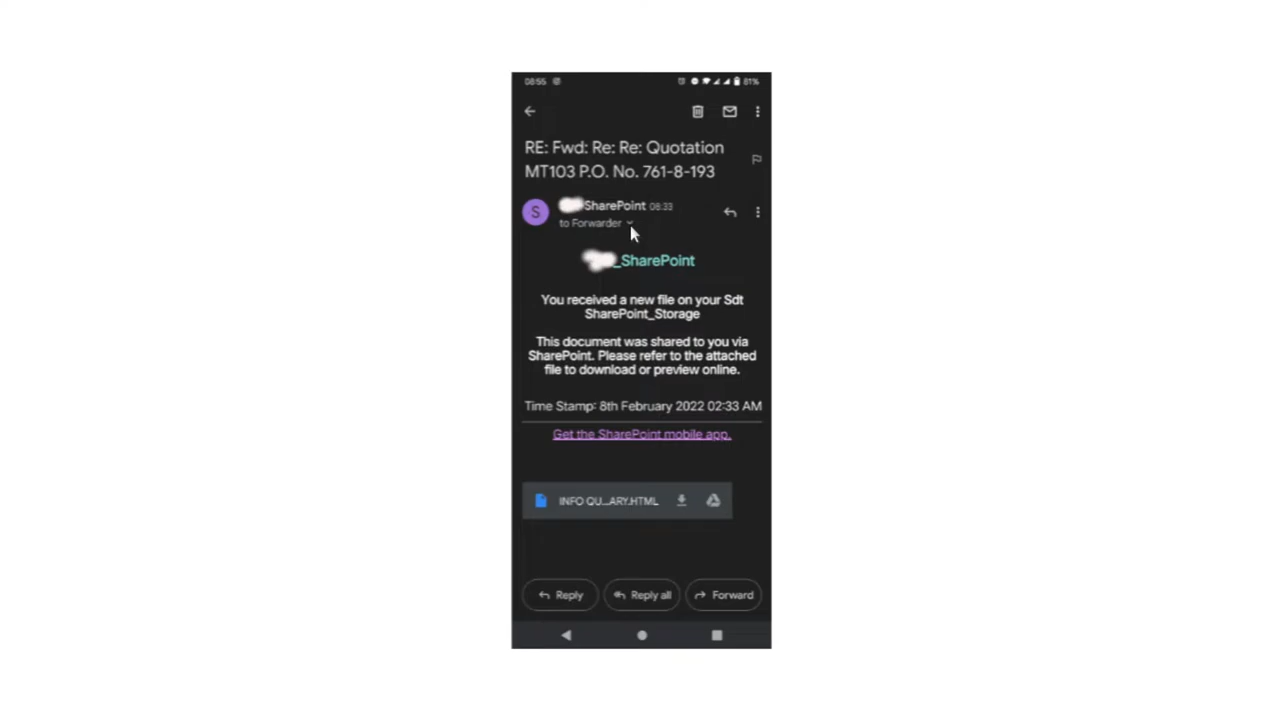 08:55
81%
RE: Fwd: Re: Re: Quotation
MT103 P.O. No. 761-8-193
S
SharePoint 08:33
to Forwarder
_SharePoint
You received a new file on your Sdt
SharePoint_Storage
This document was shared to you via
SharePoint. Please refer to the attached
file to download or preview online.
Time Stamp: 8th February 2022 02:33 AM
Get the SharePoint mobile app.
INFO QU...ARY.HTML
Reply
Reply all
Forward